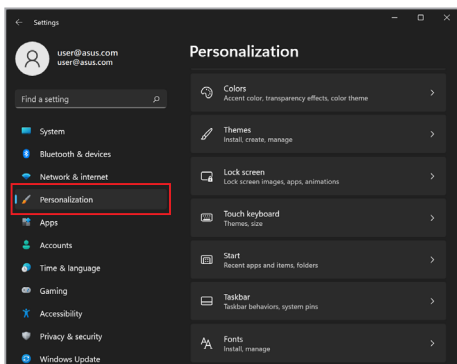 Settings
user@asus.com
user@asus.com
Find a setting
System
Bluetooth & devices
Network & internet
Personalization
Apps
Accounts
Time & language
Gaming
Accessibility
Privacy & security
Windows Update
Personalization
Colors
Accent color, transparency effects, color theme
Themes
Install, create, manage
Lock screen
Lock screen images, apps, animations
Touch keyboard
Themes, size
Start
Recent apps and items, folders
Taskbar
Taskbar behaviors, system pins
Fonts
Install, manage